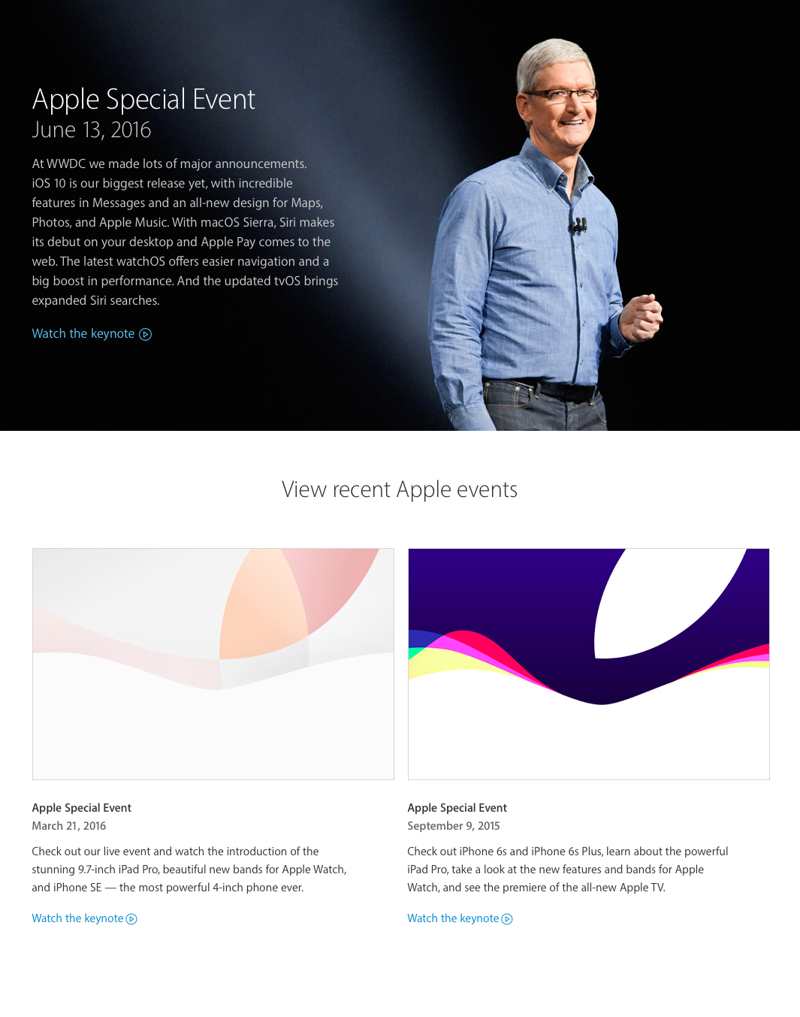 Apple Special Event
June 13, 2016
At WWDC we made lots of major announcements.
iOS 10 is our biggest release yet, with incredible
features in Messages and an all-new design for Maps,
Photos, and Apple Music. With macOS Sierra, Siri makes
its debut on your desktop and Apple Pay comes to the
web. The latest watchOS offers easier navigation and a
big boost in performance. And the updated tvOS brings
expanded Siri searches.
Watch the keynote
View recent Apple events
Apple Special Event
March 21, 2016
Check out our live event and watch the introduction of the
stunning 9.7-inch iPad Pro, beautiful new bands for Apple Watch,
and iPhone SE — the most powerful 4-inch phone ever.
Watch the keynote
Apple Special Event
September 9, 2015
Check out iPhone 6s and iPhone 6s Plus, learn about the powerful
iPad Pro, take a look at the new features and bands for Apple
Watch, and see the premiere of the all-new Apple TV.
Watch the keynote